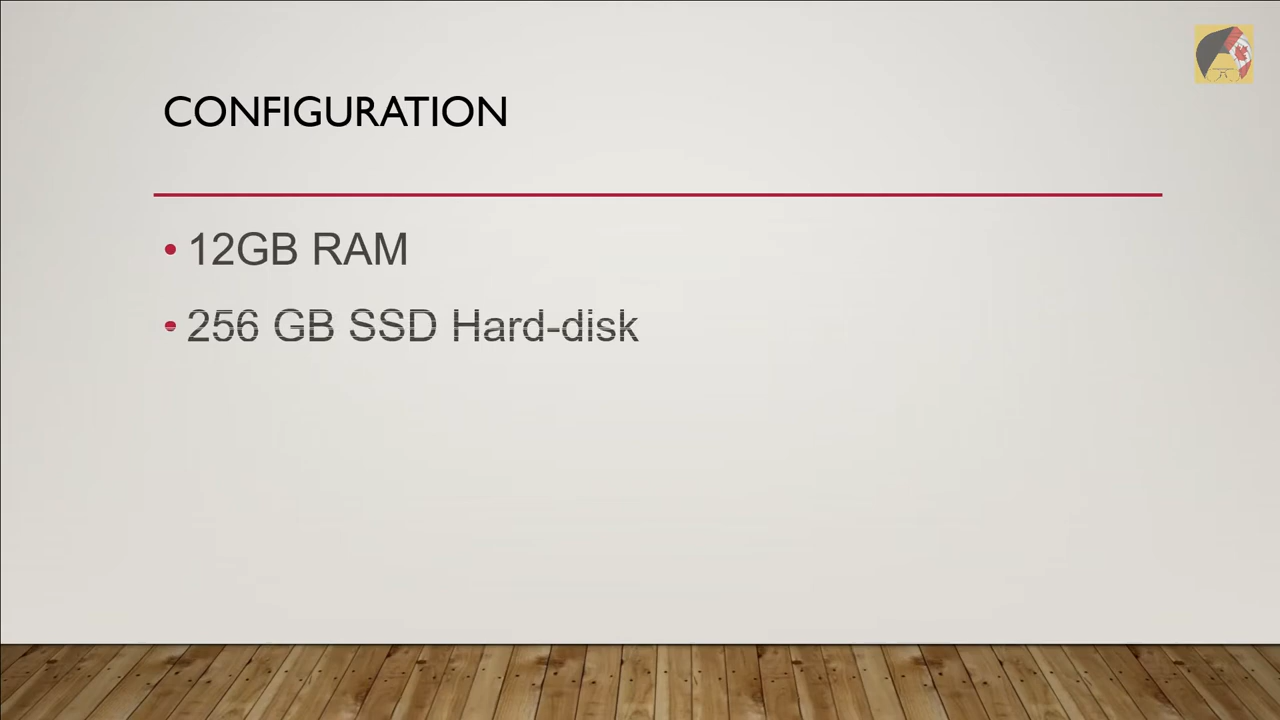 CONFIGURATION
• 12GB RAM
• 256 GB SSD Hard-disk